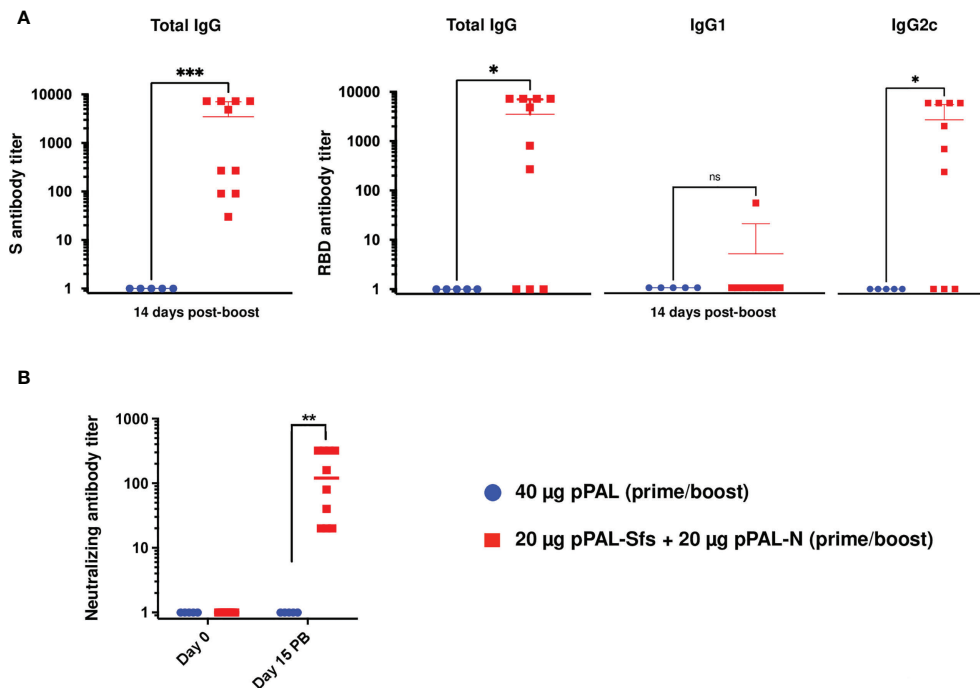 A
Total IgG
Total IgG
IgG1
IgG2c
S antibody titer
10000
1000
100
10
1
***
14 days post-boost
RBD antibody titer
10000
1000
100
10
1
*
ns
*
14 days post-boost
B
Neutralizing antibody titer
1000
100
10
1
**
Day 0
Day 15 PB
40 µg pPAL (prime/boost)
20 µg pPAL-Sfs + 20 µg pPAL-N (prime/boost)